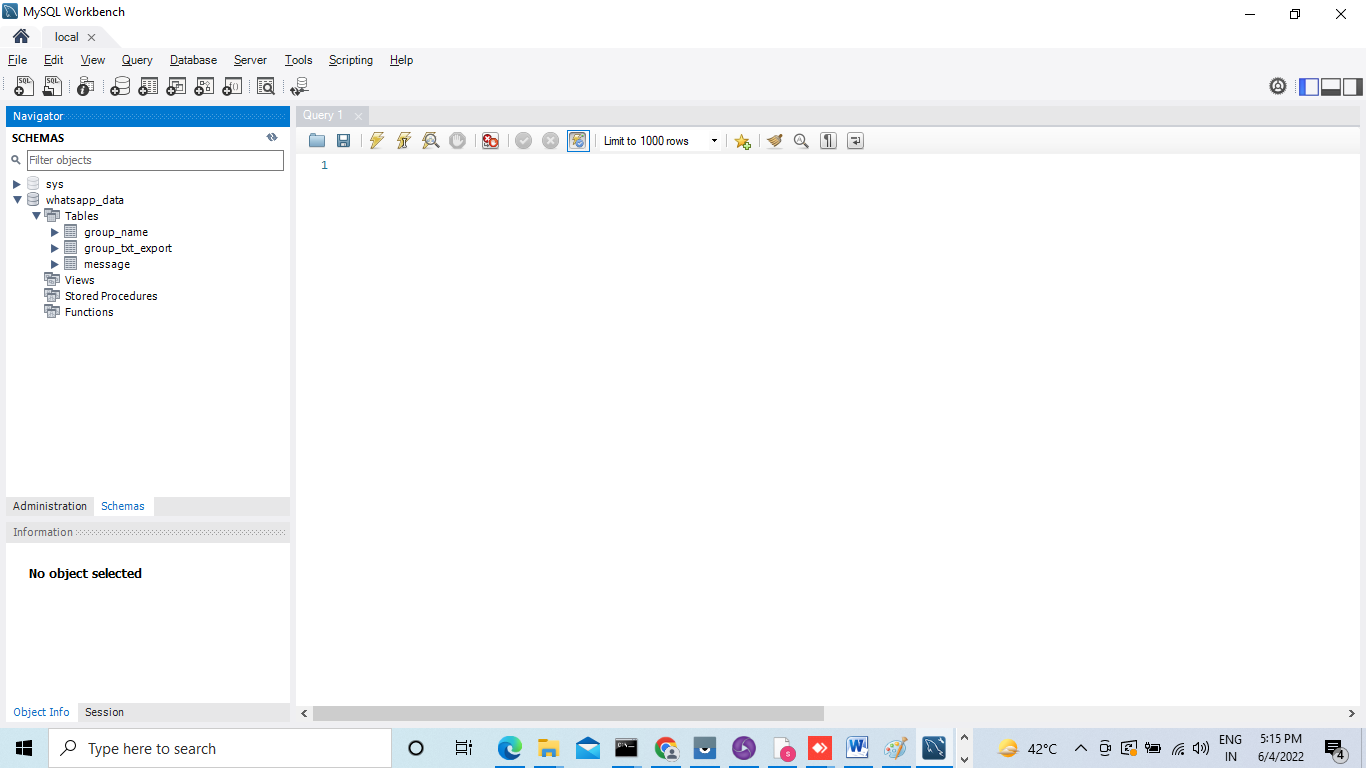 MySQL Workbench
local
File Edit View Query Database Server Tools Scripting Help
Navigator
SCHEMAS
Filter objects
sys
whatsapp_data
Tables
group_name
group_txt_export
message
Views
Stored Procedures
Functions
Administration Schemas
Information
No object selected
Object Info Session
Query 1
Limit to 1000 rows
1
Type here to search
42°C
ENG
IN
5:15 PM
6/4/2022
4